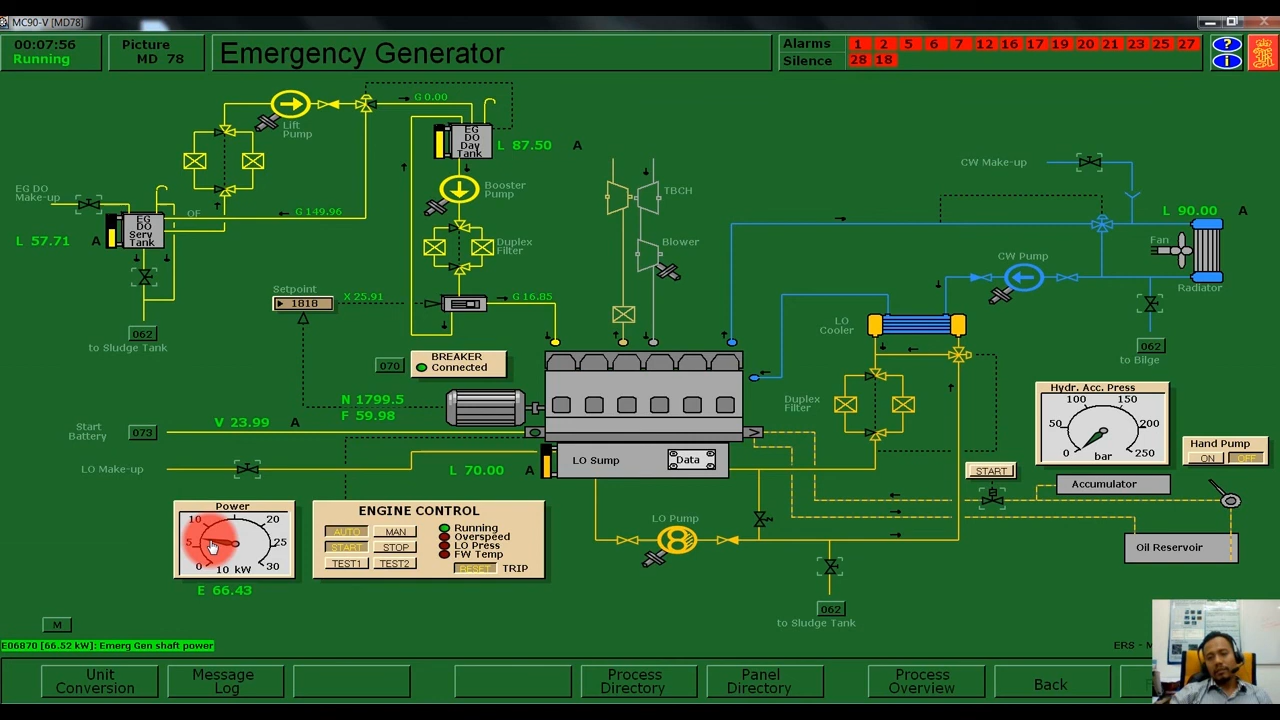 MC90-V [MD78]
00:07:56
Running
Picture
MD 78
Emergency Generator
Alarms
1 2 5 6 7 12 16 17 19 20 21 23 25 27
Silence
28 18
?
i
G 0.00
Lift
Pump
EG
DO
Day
Tank
L 87.50 A
CW Make-up
TBCH
EG DO
Make-up
Booster
Pump
OF
G 149.96
L 90.00 A
EG
DO
Serv
Tank
L 57.71 A
Duplex
Filter
Blower
Fan
CW Pump
Radiator
Setpoint
1818
X 25.91
G 16.85
LO
Cooler
062
to Sludge Tank
062
to Bilge
070
BREAKER
Connected
Hydr. Acc. Press
0 50 100 150 200 250
bar
N 1799.5
F 59.98
Duplex
Filter
V 23.99 A
Start
Battery
073
Hand Pump
ON OFF
LO Make-up
L 70.00 A
LO Sump
Data
START
Accumulator
Power
0 5 10 20 25 30
10 kW
E 66.43
ENGINE CONTROL
AUTO MAN
START STOP
TEST1 TEST2
Running
Overspeed
LO Press
FW Temp
RESET TRIP
LO Pump
Oil Reservoir
062
to Sludge Tank
M
E06870 [66.52 kW]: Emerg Gen shaft power
ERS - M
Unit
Conversion
Message
Log
Process
Directory
Panel
Directory
Process
Overview
Back